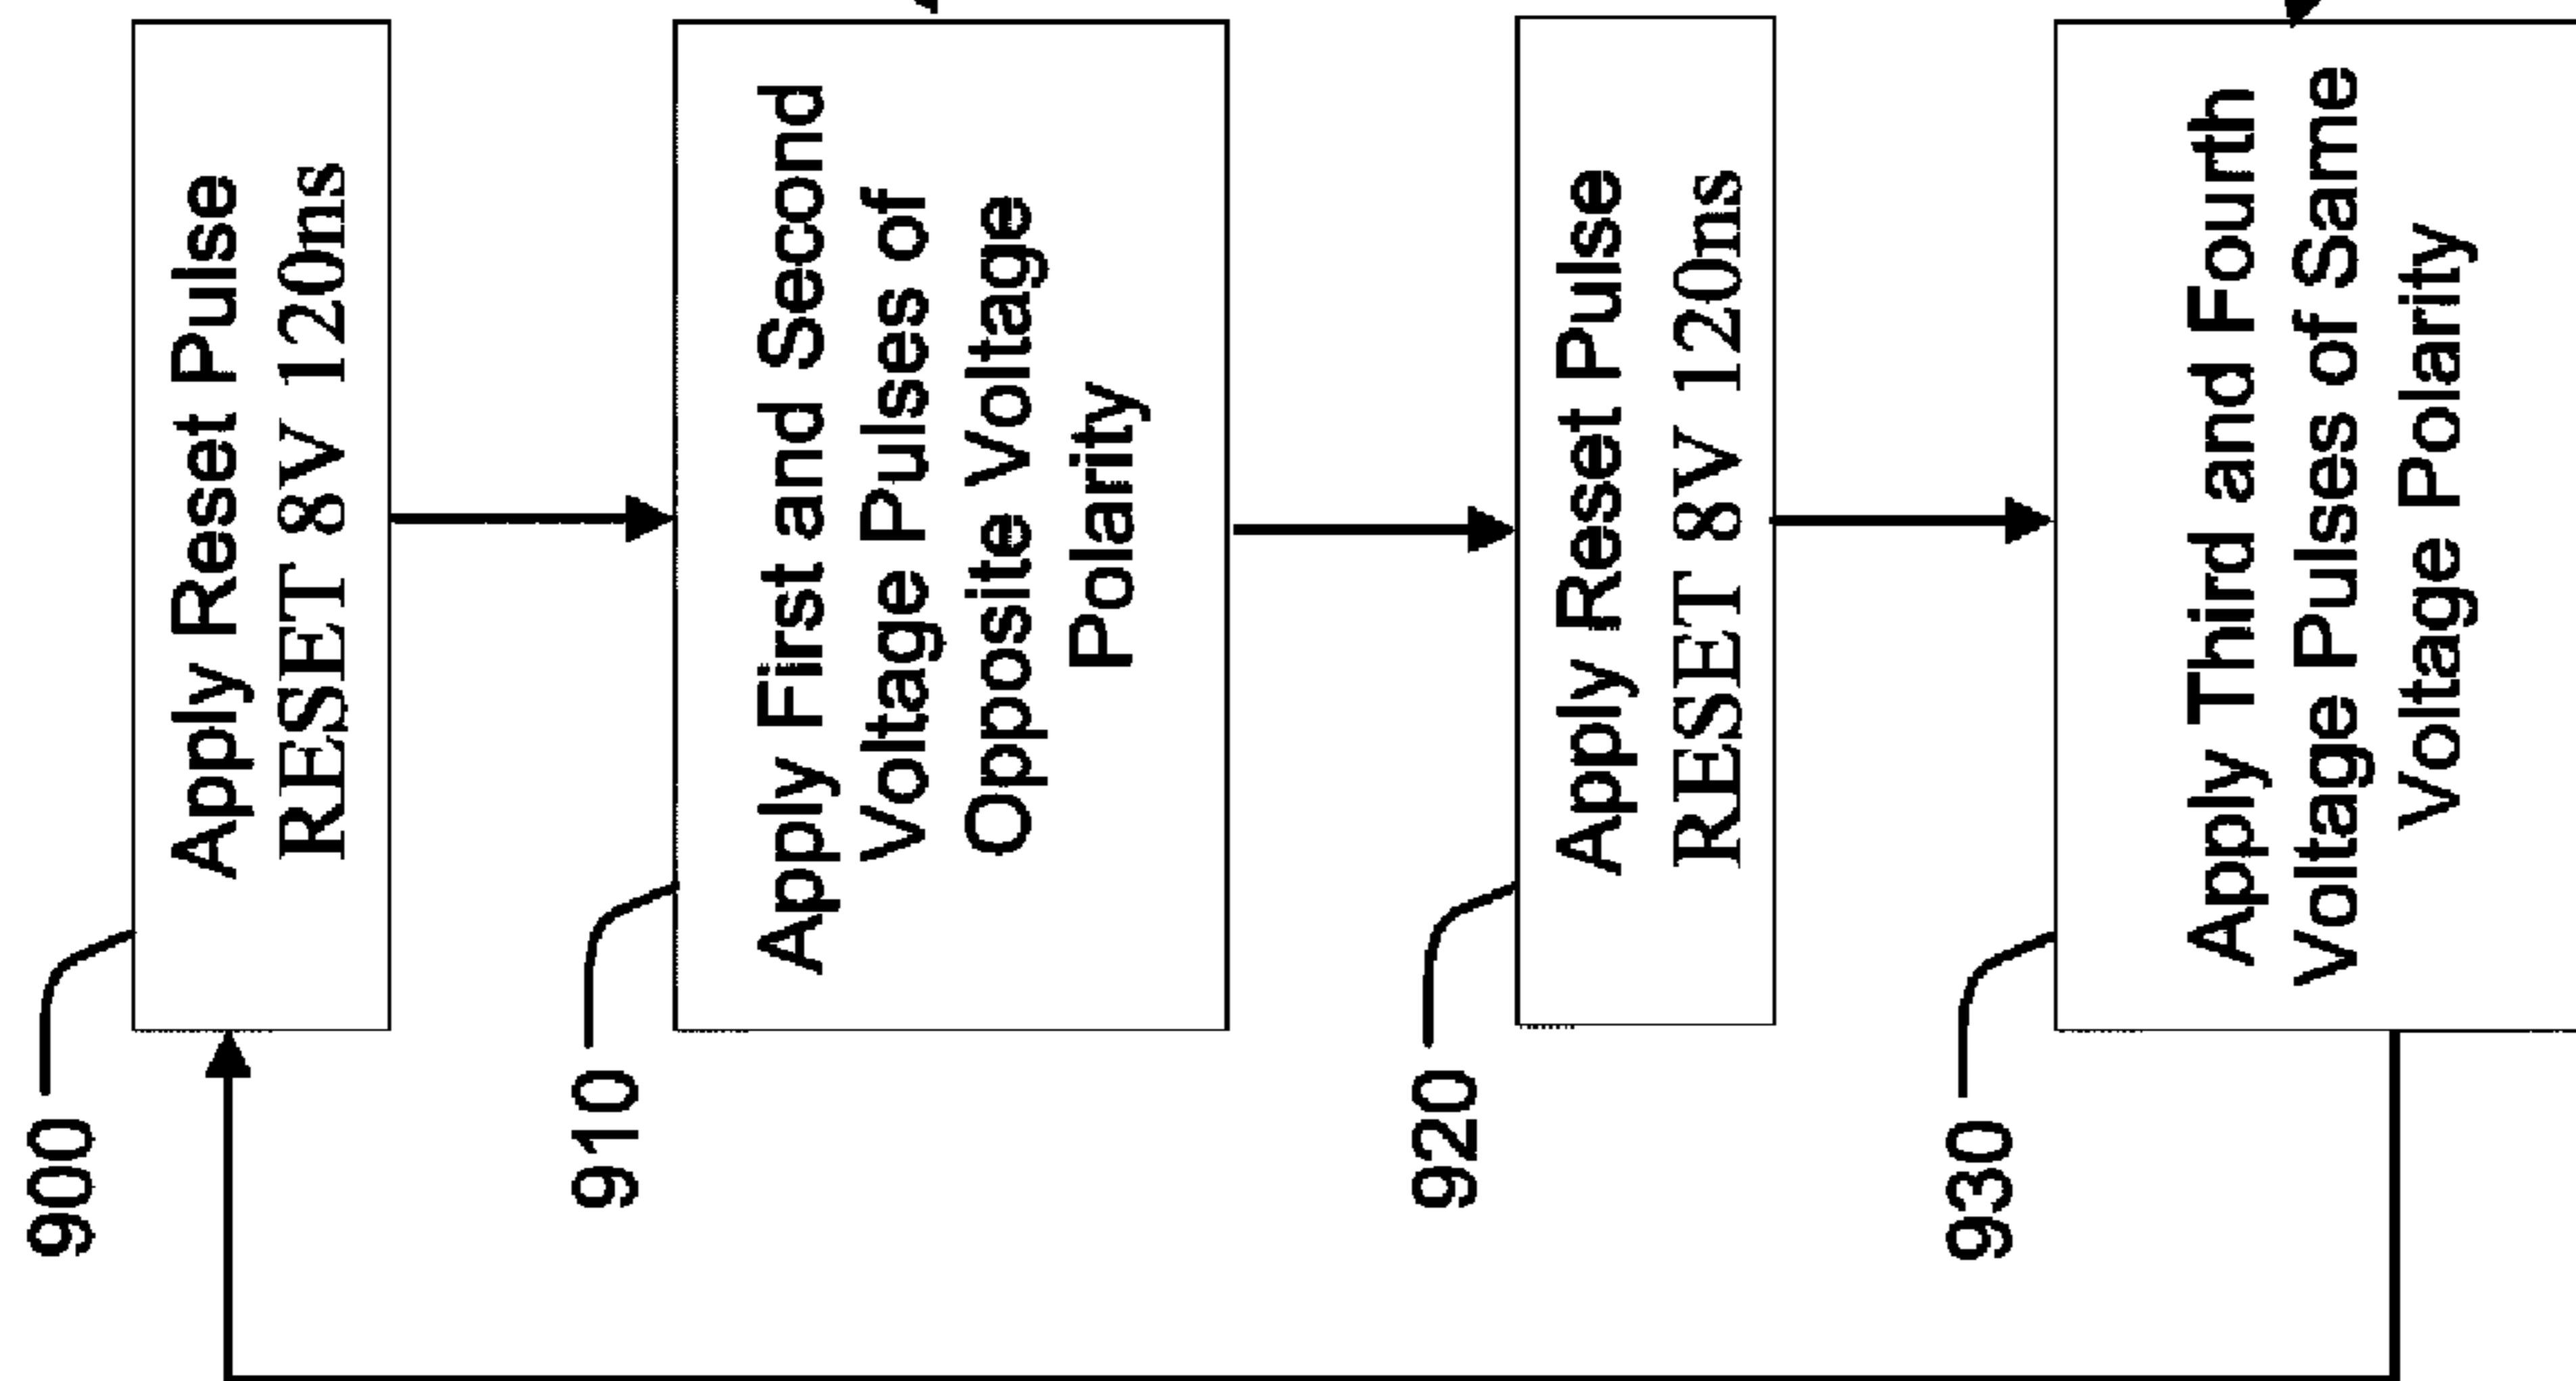 900
Apply Reset Pulse
RESET 8V 120ns
910
Apply First and Second
Voltage Pulses of
Opposite Voltage
Polarity
920
Apply Reset Pulse
RESET 8V 120ns
930
Apply Third and Fourth
Voltage Pulses of Same
Voltage Polarity